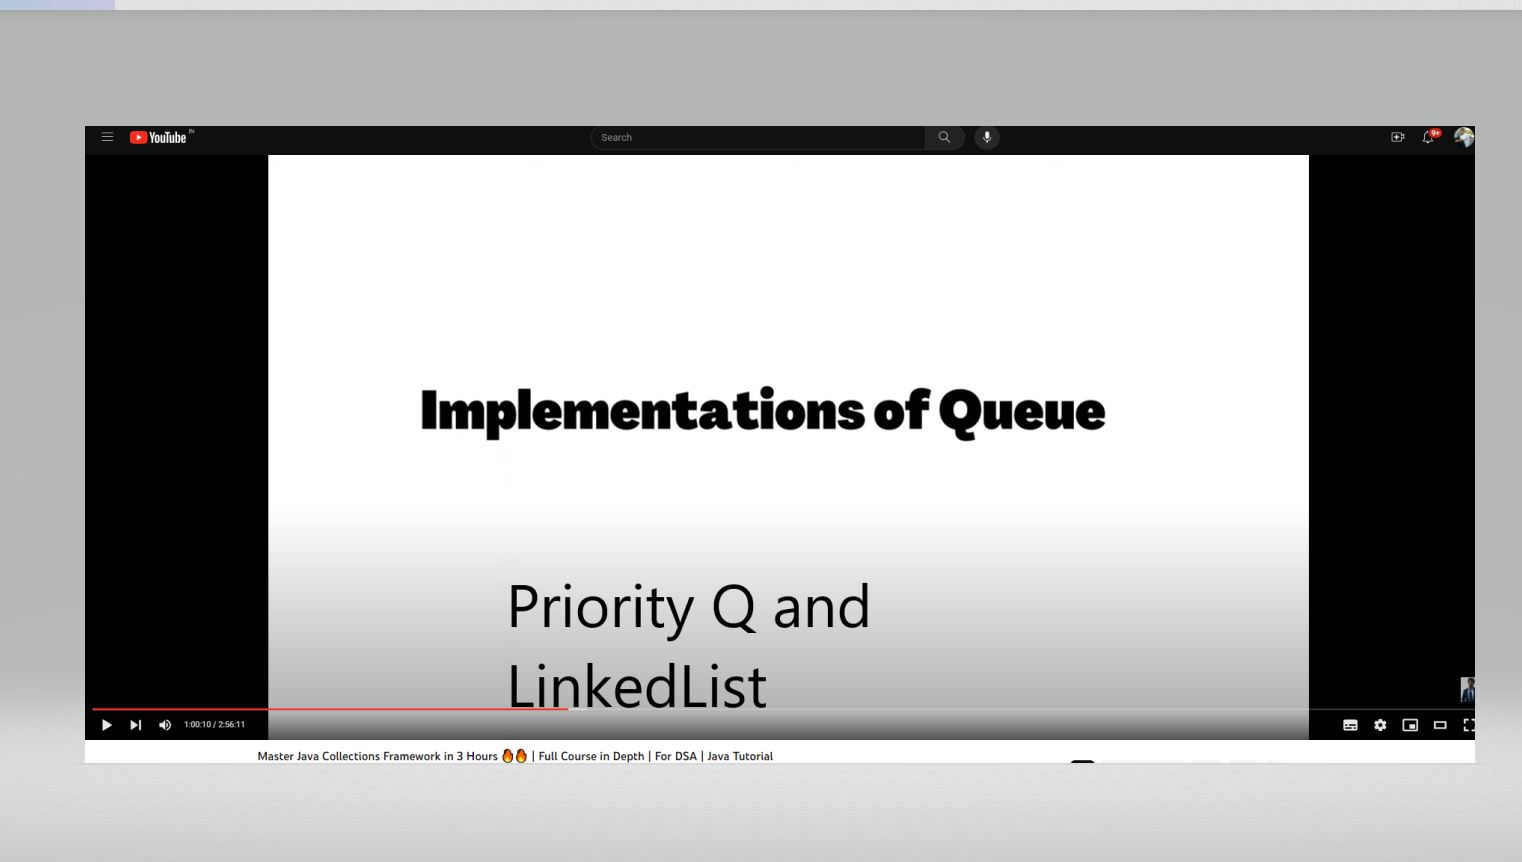 YouTube IN
Search
9+
Implementations of Queue
Priority Q and
LinkedList
1:00:10 / 2:56:11
Master Java Collections Framework in 3 Hours 🔥🔥 | Full Course in Depth | For DSA | Java Tutorial